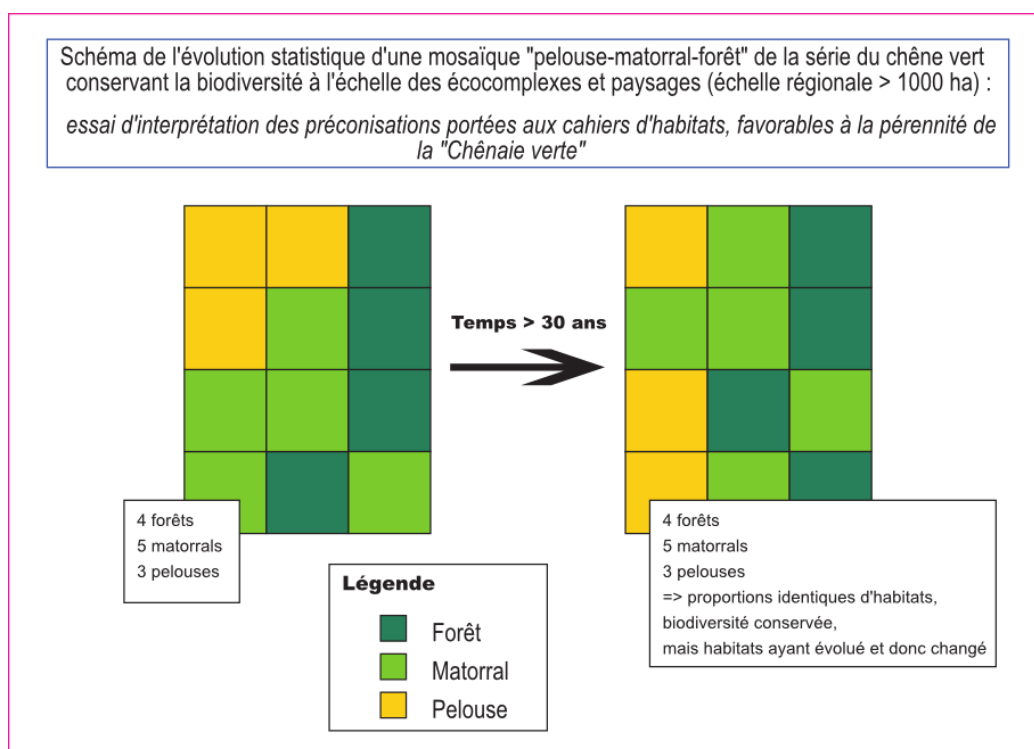 Schéma de l'évolution statistique d'une mosaïque "pelouse-matorral-forêt" de la série du chêne vert
conservant la biodiversité à l'échelle des écocomplexes et paysages (échelle régionale > 1000 ha) :
essai d'interprétation des préconisations portées aux cahiers d'habitats, favorables à la pérennité de
la "Chênaie verte"
Temps > 30 ans
4 forêts
5 matorrals
3 pelouses
4 forêts
5 matorrals
3 pelouses
=> proportions identiques d'habitats,
biodiversité conservée,
mais habitats ayant évolué et donc changé
Légende
Forêt
Matorral
Pelouse